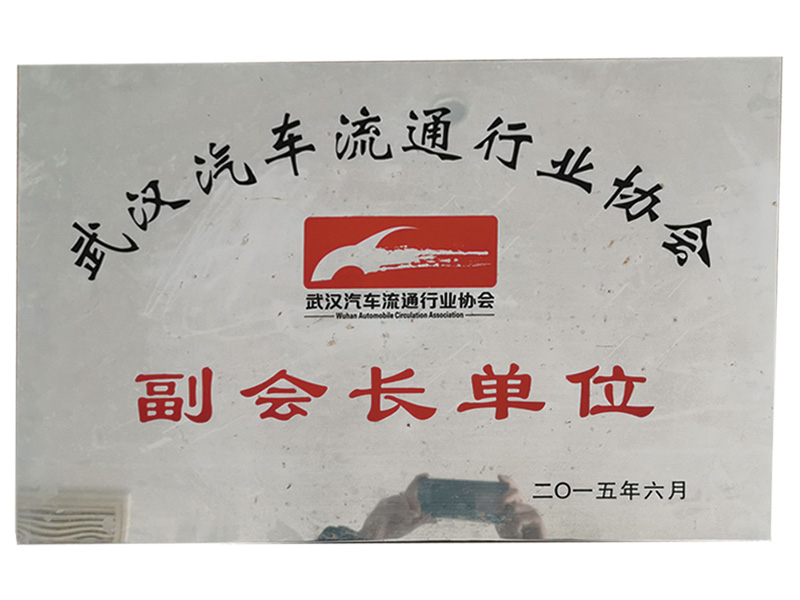 武汉汽车流通行业协会
武汉汽车流通行业协会
Wuhan Automobile Circulation Association
副会长单位
二〇一五年六月